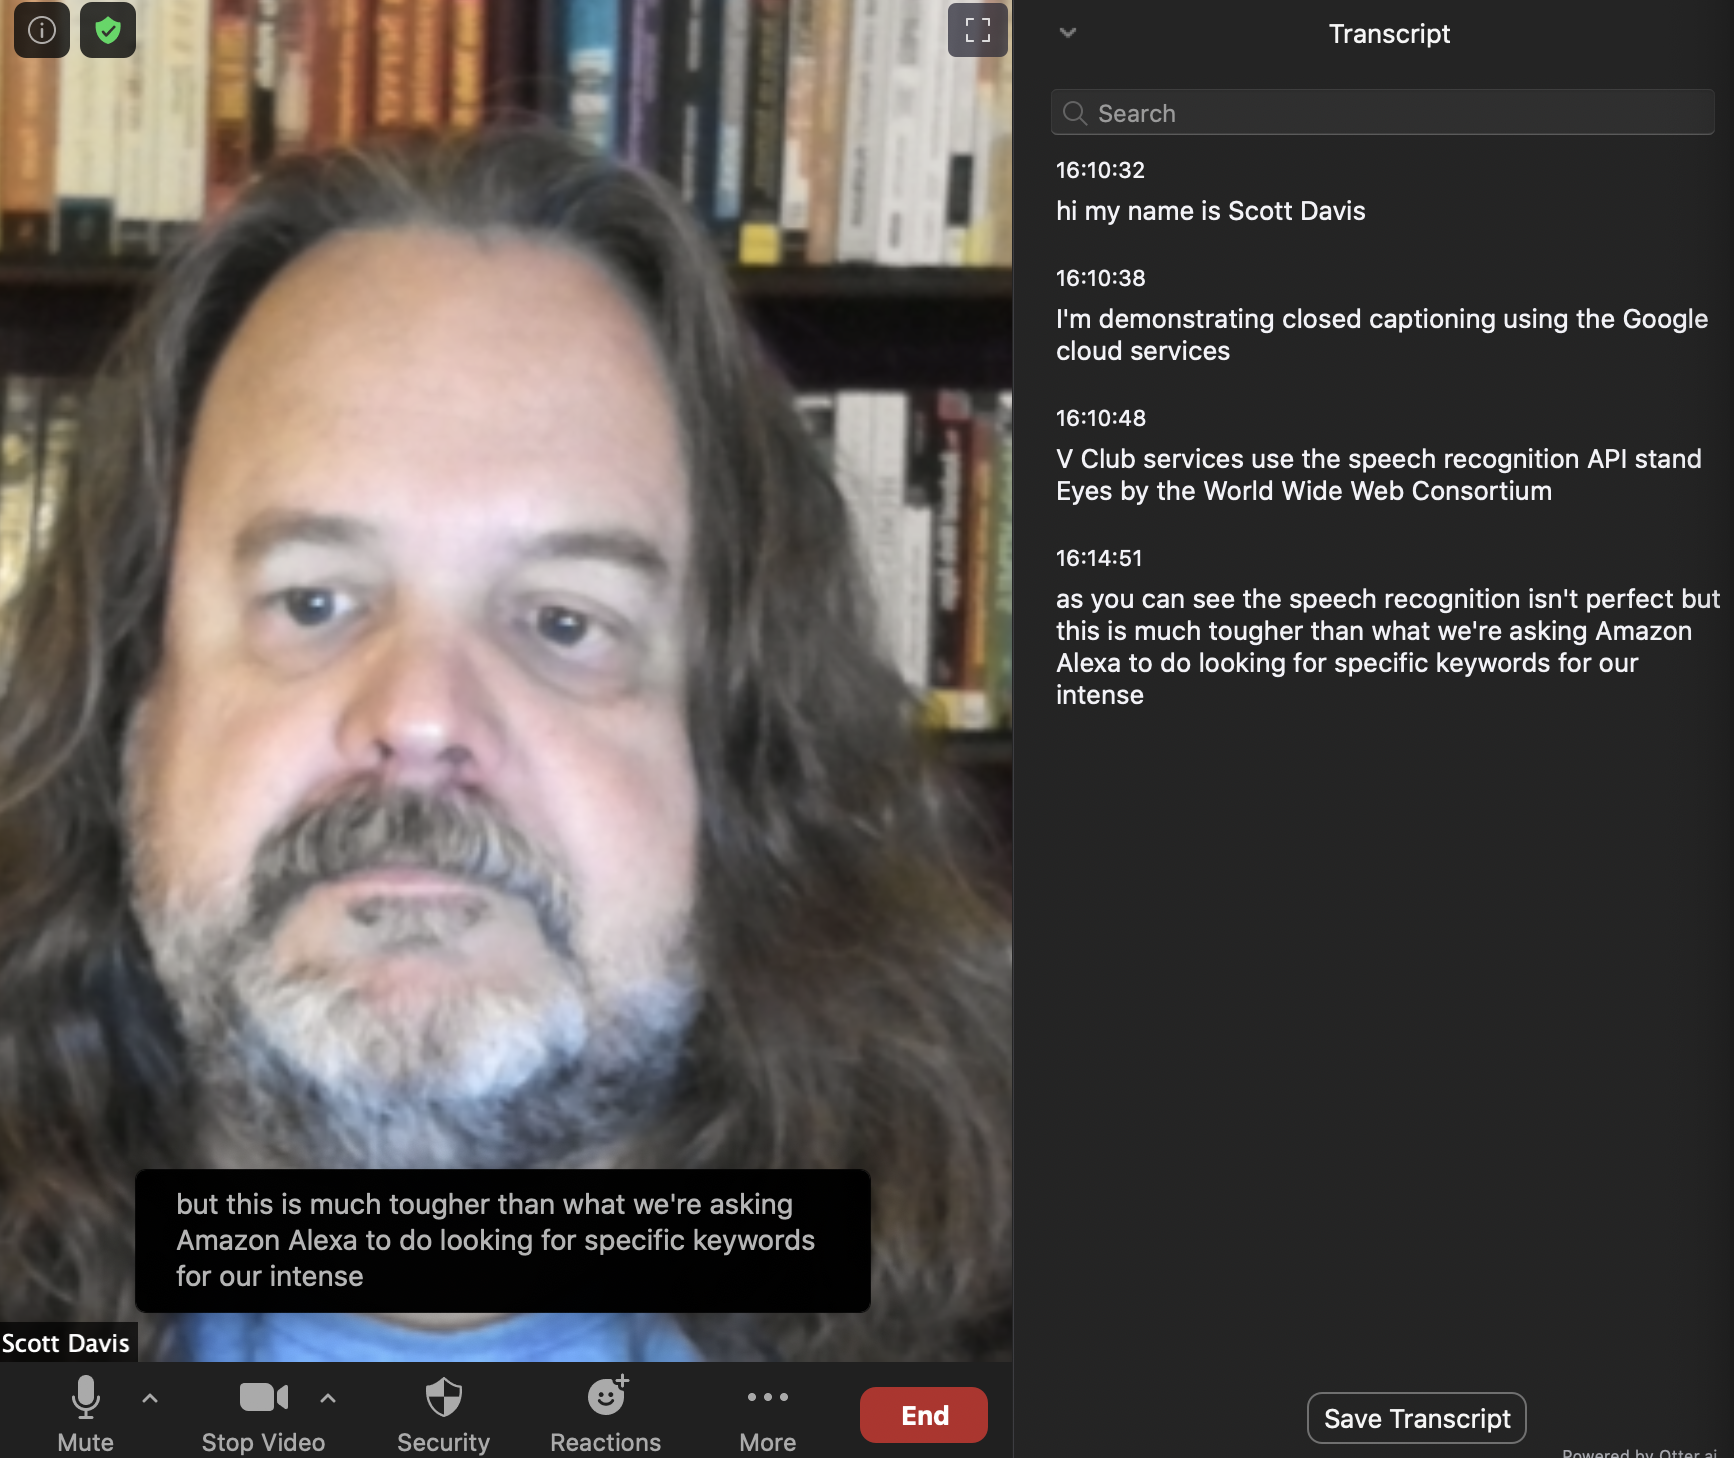 Transcript
Search
16:10:32
hi my name is Scott Davis
16:10:38
I'm demonstrating closed captioning using the Google
cloud services
16:10:48
V Club services use the speech recognition API stand
Eyes by the World Wide Web Consortium
16:14:51
as you can see the speech recognition isn't perfect but
this is much tougher than what we're asking Amazon
Alexa to do looking for specific keywords for our
intense
but this is much tougher than what we're asking
Amazon Alexa to do looking for specific keywords
for our intense
Scott Davis
Mute
Stop Video
Security
Reactions
More
End
Save Transcript
Powered by Otter.ai